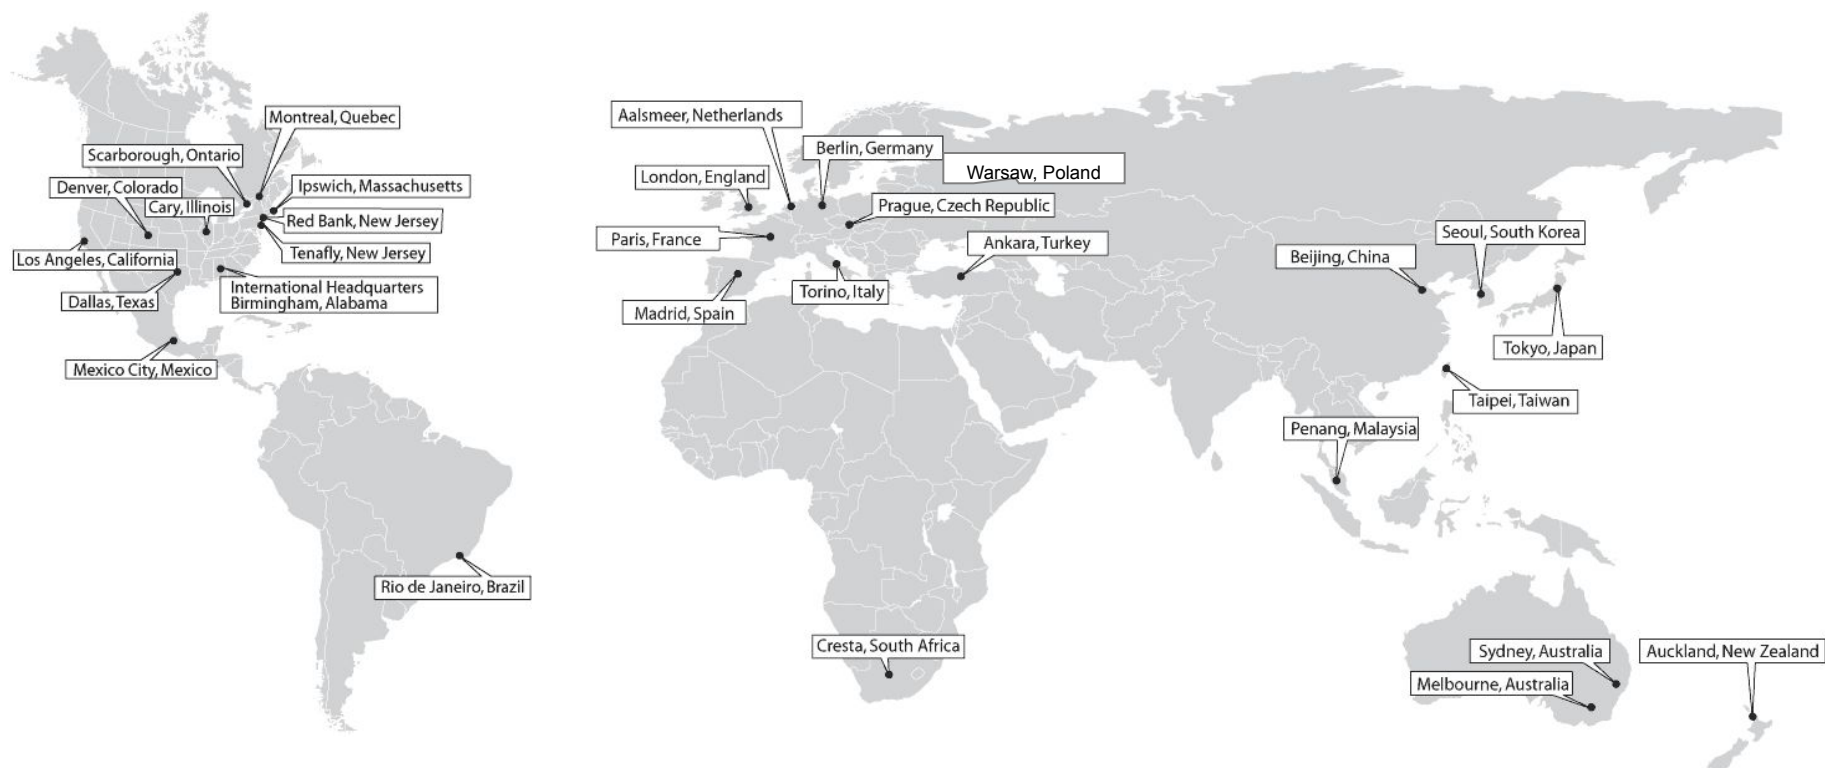 Montreal, Quebec
Scarborough, Ontario
Denver, Colorado
Ipswich, Massachusetts
Cary, Illinois
Red Bank, New Jersey
Tenafly, New Jersey
Los Angeles, California
International Headquarters
Birmingham, Alabama
Dallas, Texas
Mexico City, Mexico
Rio de Janeiro, Brazil
Aalsmeer, Netherlands
Berlin, Germany
Warsaw, Poland
London, England
Prague, Czech Republic
Paris, France
Ankara, Turkey
Torino, Italy
Madrid, Spain
Cresta, South Africa
Seoul, South Korea
Beijing, China
Tokyo, Japan
Taipei, Taiwan
Penang, Malaysia
Sydney, Australia
Auckland, New Zealand
Melbourne, Australia